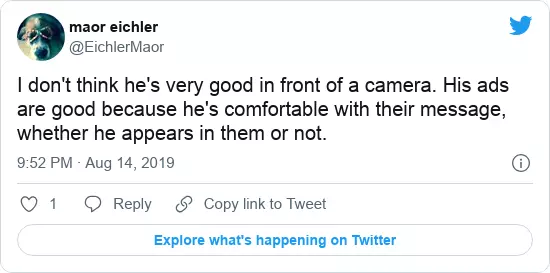 maor eichler
@EichlerMaor
I don't think he's very good in front of a camera. His ads
are good because he's comfortable with their message,
whether he appears in them or not.
9:52 PM · Aug 14, 2019
1 Reply Copy link to Tweet
Explore what's happening on Twitter